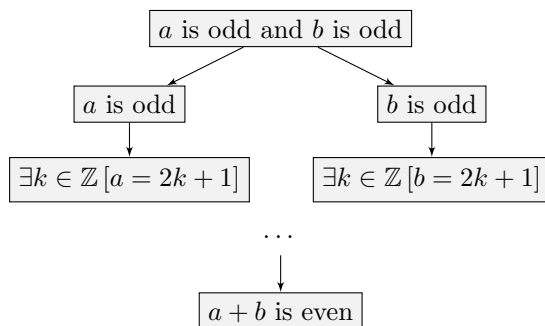 a is odd and b is odd
a is odd
b is odd
∃k ∈ ℤ [a = 2k + 1]
∃k ∈ ℤ [b = 2k + 1]
...
a + b is even